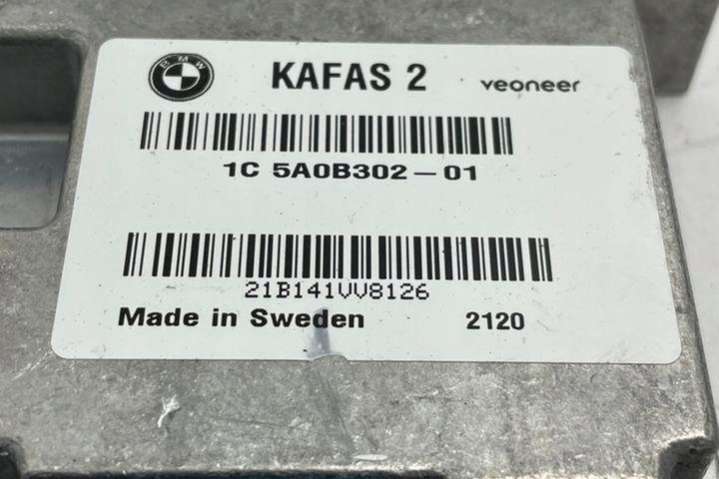 BMW KAFAS 2 veoneer
1C 5A0B302-01
21B141VV8126
Made in Sweden 2120